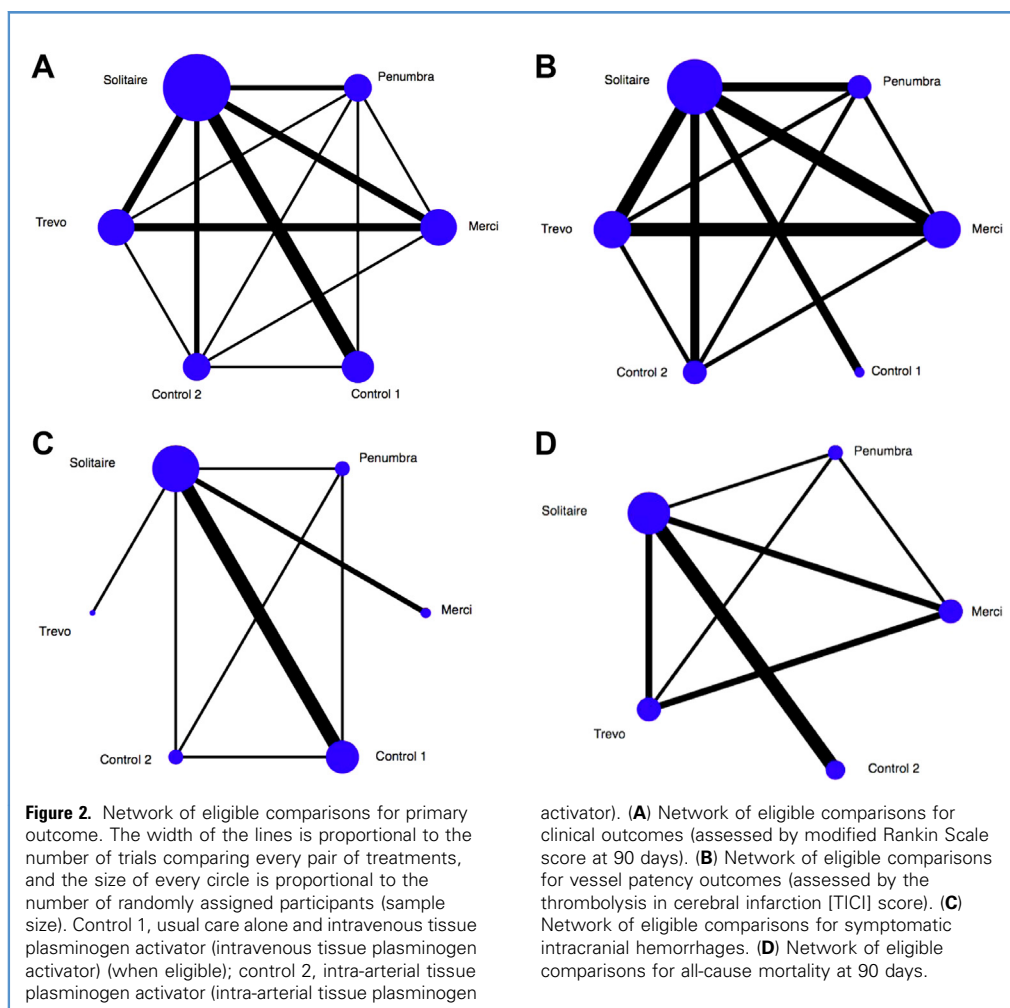 A
Solitaire
Penumbra
Trevo
Merci
Control 2
Control 1
B
Solitaire
Penumbra
Trevo
Merci
Control 2
Control 1
C
Solitaire
Penumbra
Trevo
Merci
Control 2
Control 1
D
Penumbra
Solitaire
Merci
Trevo
Control 2
Figure 2. Network of eligible comparisons for primary
outcome. The width of the lines is proportional to the
number of trials comparing every pair of treatments,
and the size of every circle is proportional to the
number of randomly assigned participants (sample
size). Control 1, usual care alone and intravenous tissue
plasminogen activator (intravenous tissue plasminogen
activator) (when eligible); control 2, intra-arterial tissue
plasminogen activator (intra-arterial tissue plasminogen
activator). (A) Network of eligible comparisons for
clinical outcomes (assessed by modified Rankin Scale
score at 90 days). (B) Network of eligible comparisons
for vessel patency outcomes (assessed by the
thrombolysis in cerebral infarction [TICI] score). (C)
Network of eligible comparisons for symptomatic
intracranial hemorrhages. (D) Network of eligible
comparisons for all-cause mortality at 90 days.